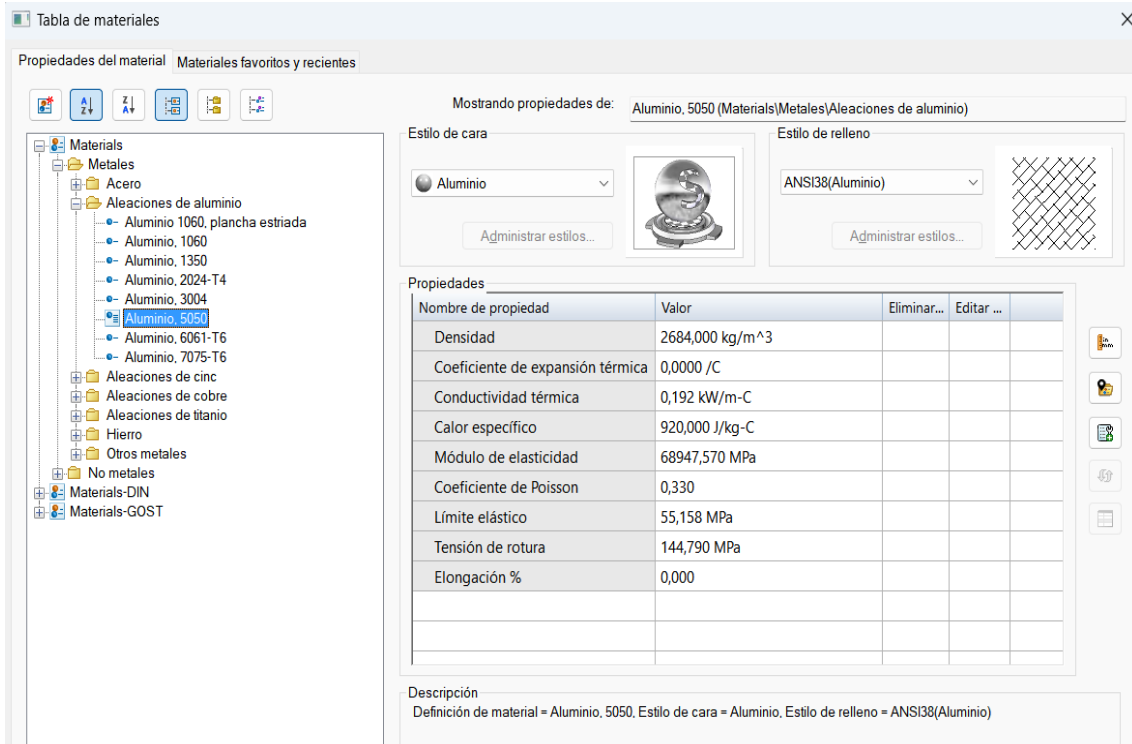 Tabla de materiales
Propiedades del material
Materiales favoritos y recientes
Mostrando propiedades de:
Aluminio, 5050 (Materials\Metales\Aleaciones de aluminio)
Materials
Metales
Acero
Aleaciones de aluminio
Aluminio 1060, plancha estriada
Aluminio, 1060
Aluminio, 1350
Aluminio, 2024-T4
Aluminio, 3004
Aluminio, 5050
Aluminio, 6061-T6
Aluminio, 7075-T6
Aleaciones de cinc
Aleaciones de cobre
Aleaciones de titanio
Hierro
Otros metales
No metales
Materials-DIN
Materials-GOST
Estilo de cara
Aluminio
Administrar estilos...
Estilo de relleno
ANSI38(Aluminio)
Administrar estilos...
Propiedades
Nombre de propiedad Valor Eliminar... Editar ...
Densidad 2684,000 kg/m^3
Coeficiente de expansión térmica 0,0000 /C
Conductividad térmica 0,192 kW/m-C
Calor específico 920,000 J/kg-C
Módulo de elasticidad 68947,570 MPa
Coeficiente de Poisson 0,330
Límite elástico 55,158 MPa
Tensión de rotura 144,790 MPa
Elongación % 0,000
Descripción
Definición de material = Aluminio, 5050, Estilo de cara = Aluminio, Estilo de relleno = ANSI38(Aluminio)